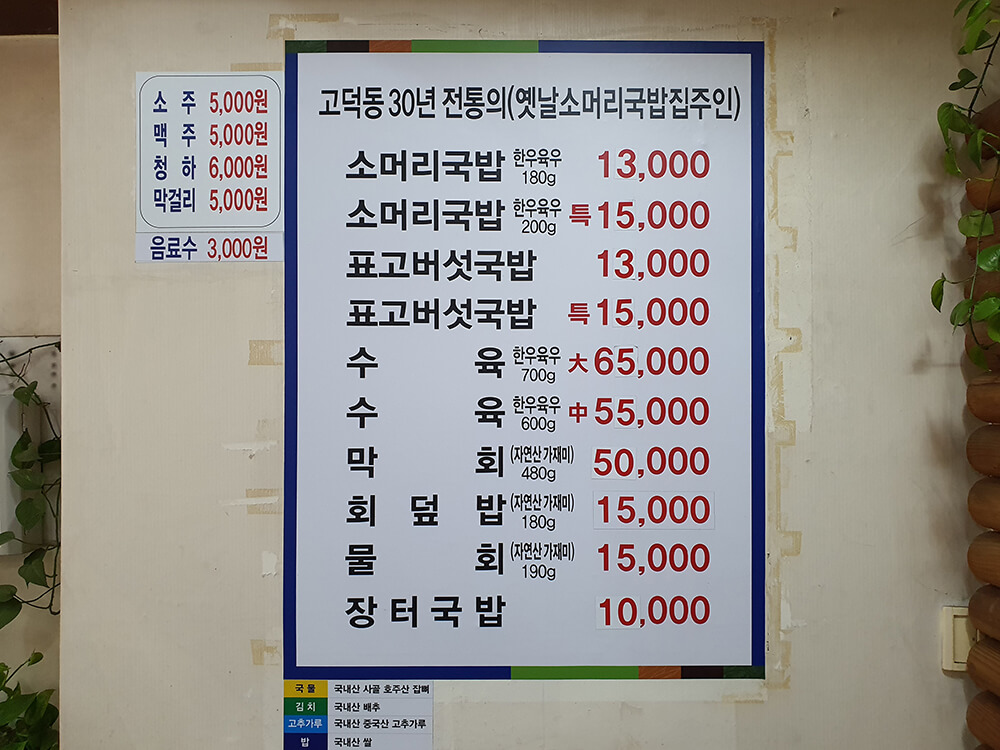 소 주 5,000원
맥 주 5,000원
청 하 6,000원
막걸리 5,000원
음료수 3,000원
고덕동 30년 전통의(옛날소머리국밥집주인)
소머리국밥 한우육우 180g 13,000
소머리국밥 한우육우 200g 특 15,000
표고버섯국밥 13,000
표고버섯국밥 특 15,000
수 육 한우육우 700g 大 65,000
수 육 한우육우 600g 中 55,000
막 회 (자연산 가재미) 480g 50,000
회 덮 밥 (자연산 가재미) 180g 15,000
물 회 (자연산 가재미) 190g 15,000
장 터 국 밥 10,000
국 물 국내산 사골 호주산 잡뼈
김 치 국내산 배추
고추가루 국내산 중국산 고추가루
밥 국내산 쌀